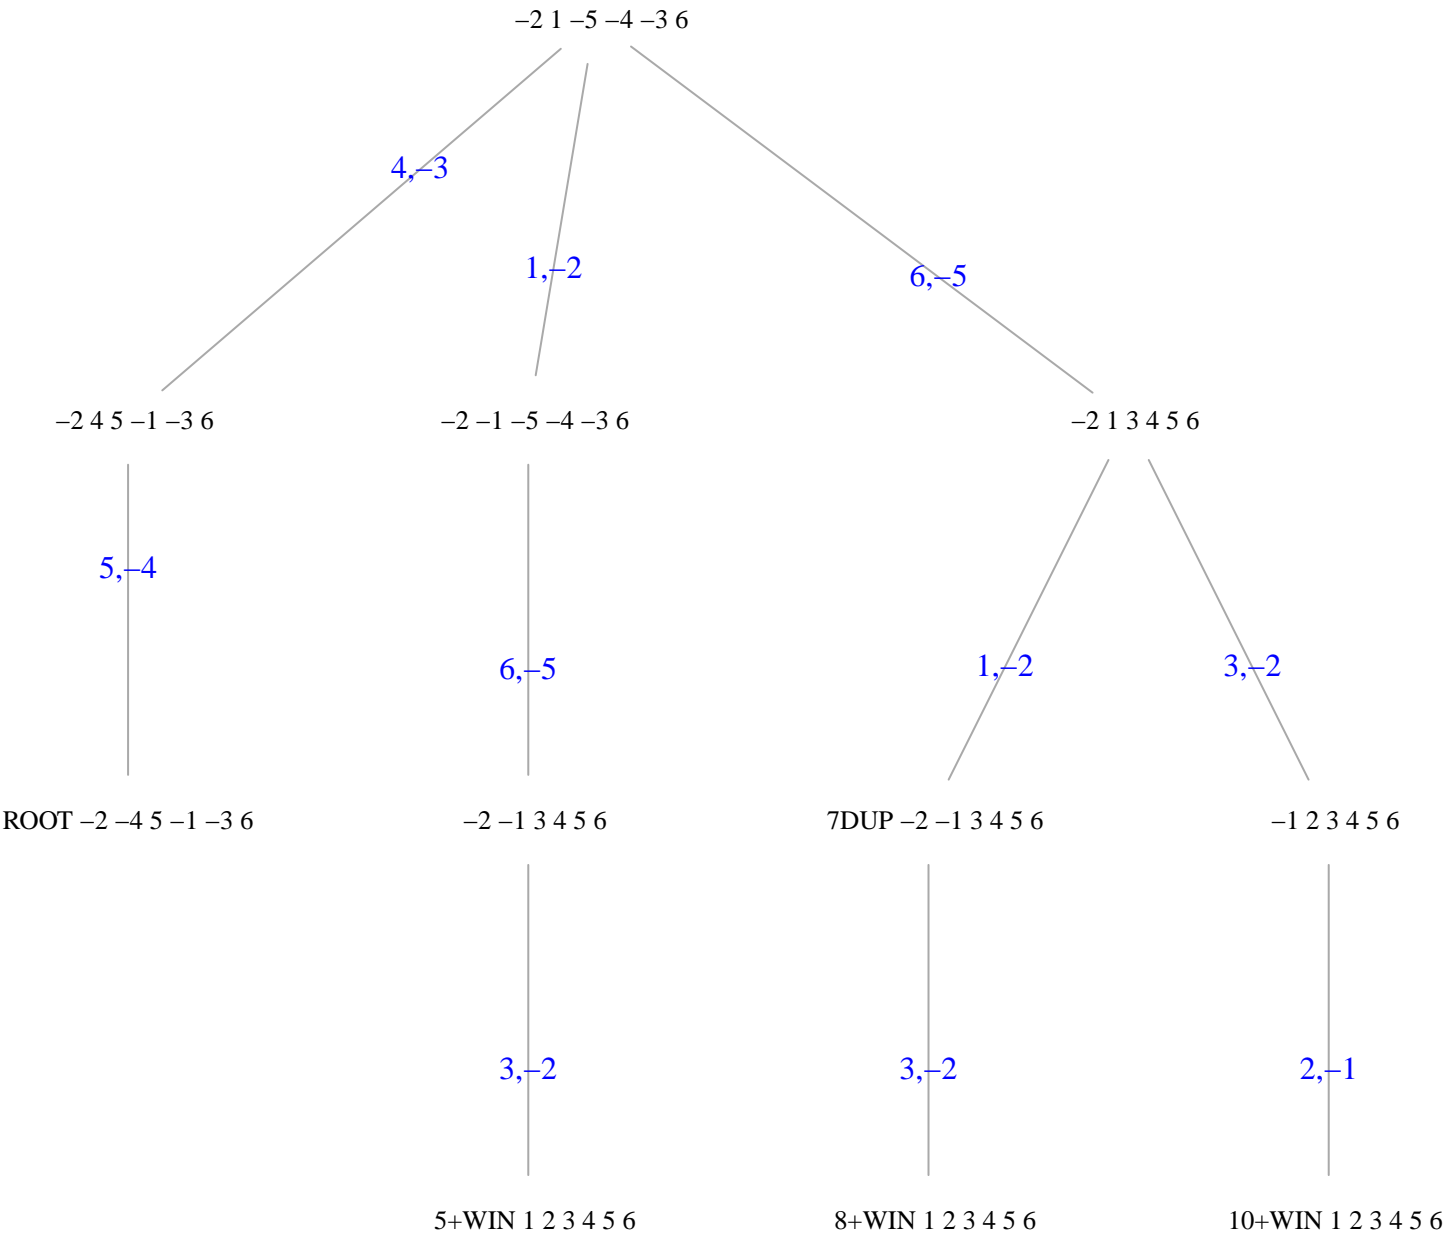 –2 1 –5 –4 –3 6
4,–3
1,–2
6,–5
–2 4 5 –1 –3 6
–2 –1 –5 –4 –3 6
–2 1 3 4 5 6
5,–4
6,–5
1,–2
3,–2
ROOT –2 –4 5 –1 –3 6
–2 –1 3 4 5 6
7DUP –2 –1 3 4 5 6
–1 2 3 4 5 6
3,–2
3,–2
2,–1
5+WIN 1 2 3 4 5 6
8+WIN 1 2 3 4 5 6
10+WIN 1 2 3 4 5 6